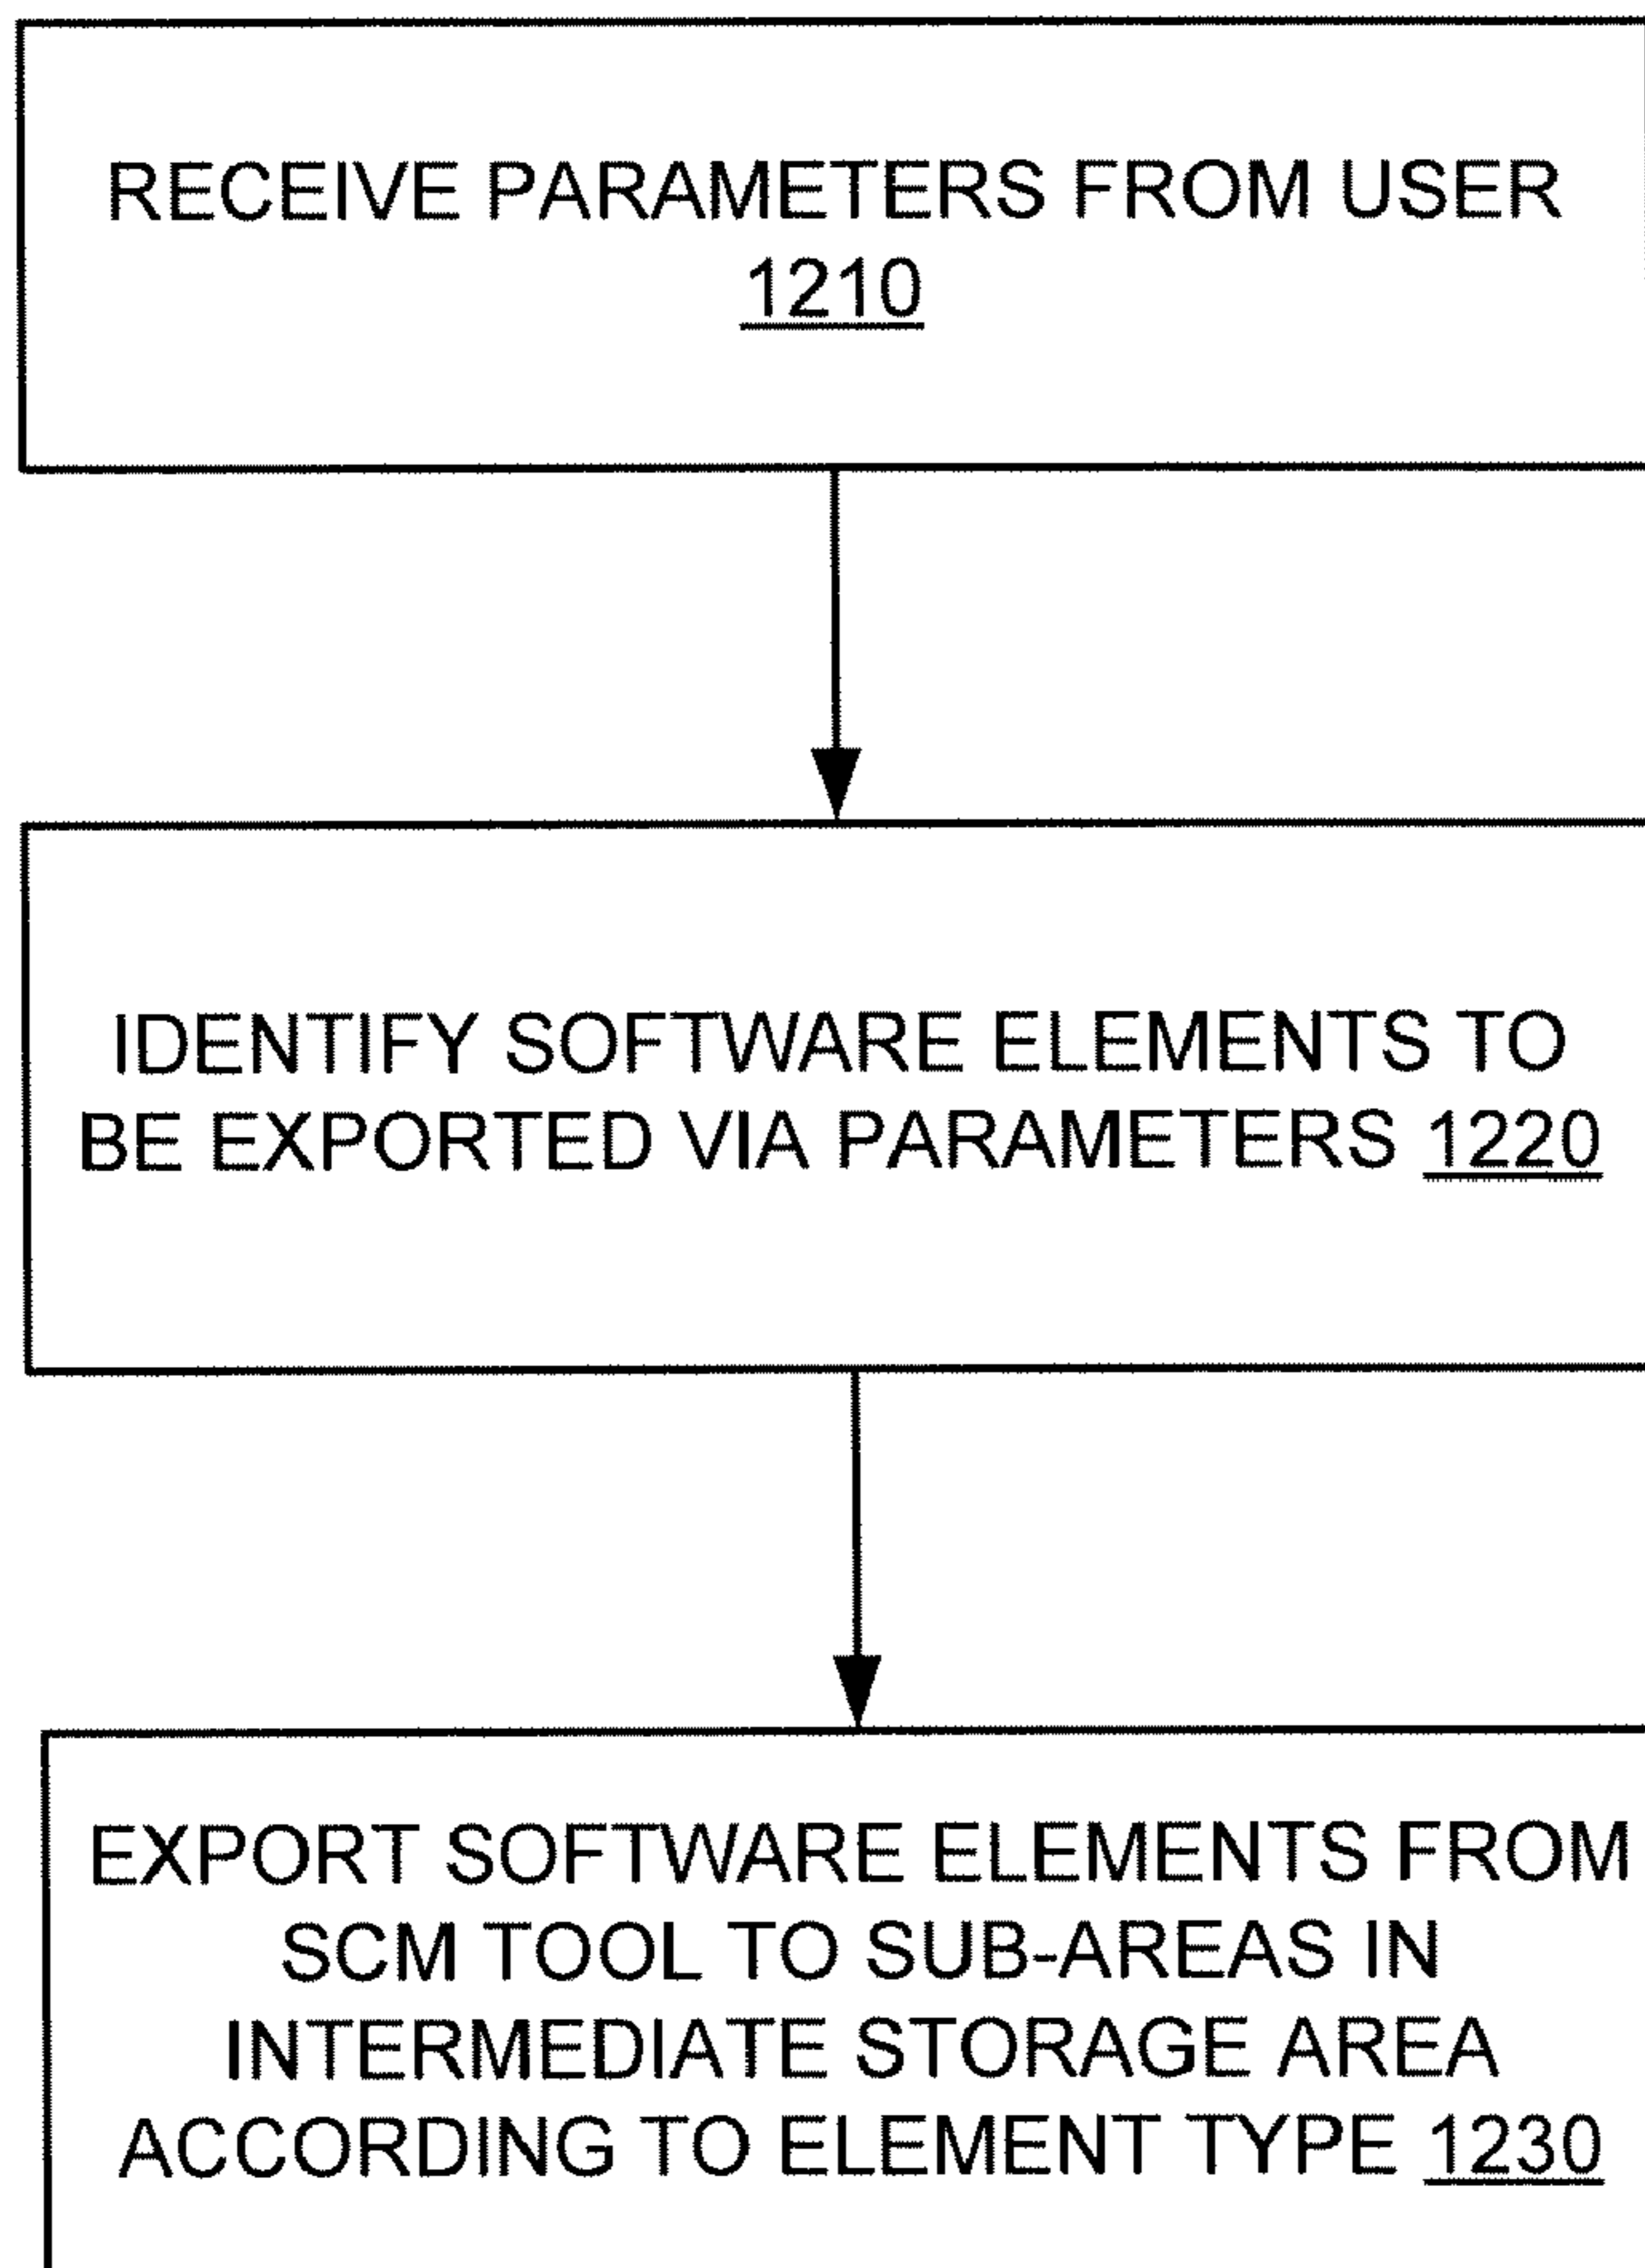 RECEIVE PARAMETERS FROM USER
1210
IDENTIFY SOFTWARE ELEMENTS TO
BE EXPORTED VIA PARAMETERS 1220
EXPORT SOFTWARE ELEMENTS FROM
SCM TOOL TO SUB-AREAS IN
INTERMEDIATE STORAGE AREA
ACCORDING TO ELEMENT TYPE 1230